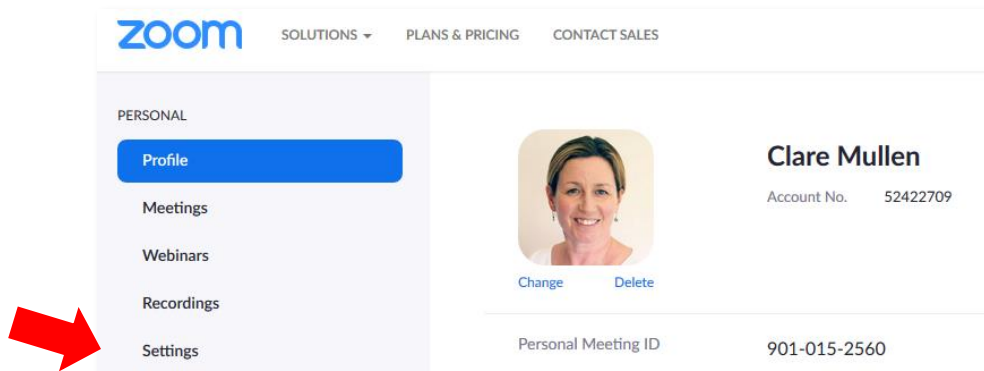 zoom SOLUTIONS PLANS & PRICING CONTACT SALES
PERSONAL
Profile
Meetings
Webinars
Recordings
Settings
Clare Mullen
Account No. 52422709
Change Delete
Personal Meeting ID 901-015-2560